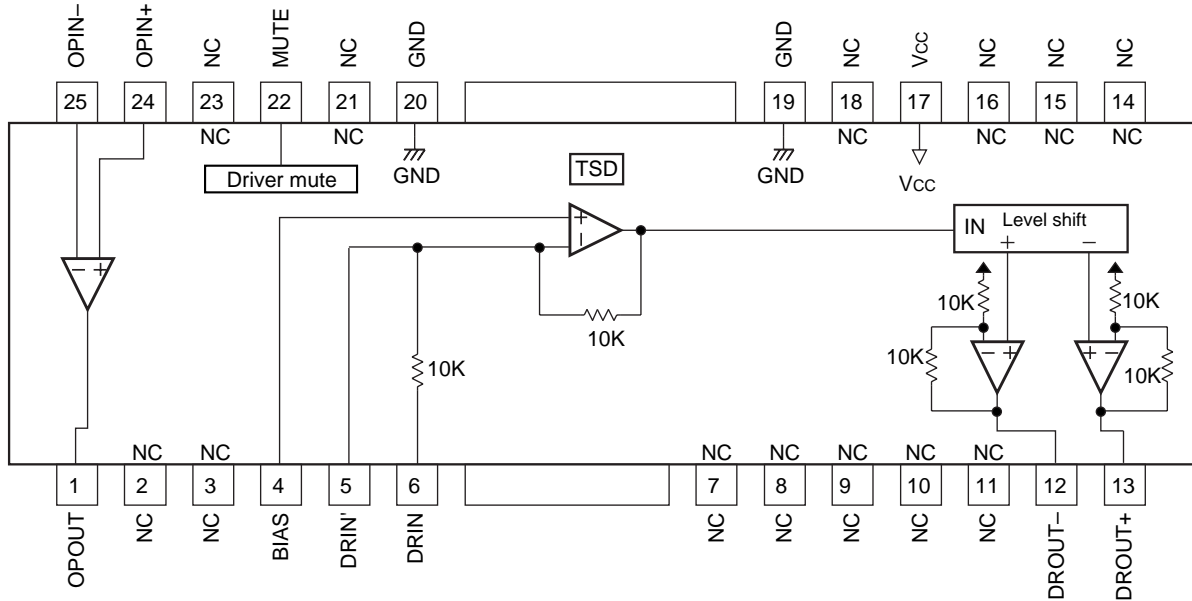 OPIN− OPIN+ NC MUTE NC GND GND NC VCC NC NC NC
25 24 23 22 21 20 19 18 17 16 15 14
NC NC NC NC NC NC
Driver mute GND TSD GND VCC
+ − IN Level shift
+ −
10K 10K
− + 10K 10K − + + − 10K
10K
NC NC NC NC NC NC NC
1 2 3 4 5 6 7 8 9 10 11 12 13
OPOUT NC NC BIAS DRIN' DRIN NC NC NC NC NC DROUT− DROUT+